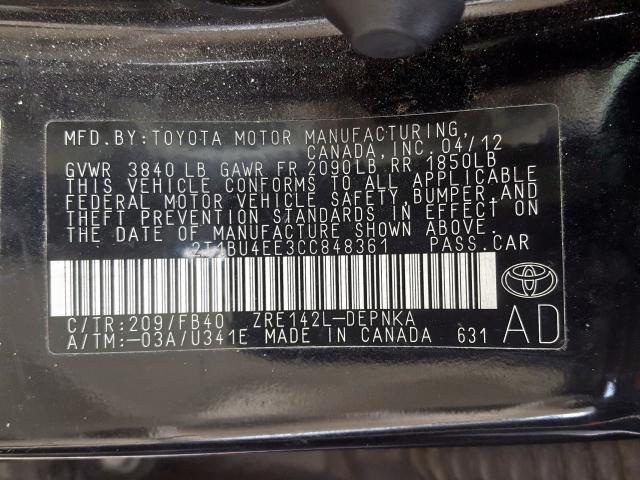 MFD. BY: TOYOTA MOTOR MANUFACTURING,
CANADA, INC. 04/12
GVWR 3840 LB GAWR FR 2090LB RR 1850LB
THIS VEHICLE CONFORMS TO ALL APPLICABLE
FEDERAL MOTOR VEHICLE SAFETY, BUMPER, AND
THEFT PREVENTION STANDARDS IN EFFECT ON
THE DATE OF MANUFACTURE SHOWN ABOVE.
2T1BU4EE3CC848361 PASS. CAR
C/TR: 209/FB40 ZRE142L-DEPNKA
A/TM: -03A/U341E MADE IN CANADA 631
AD